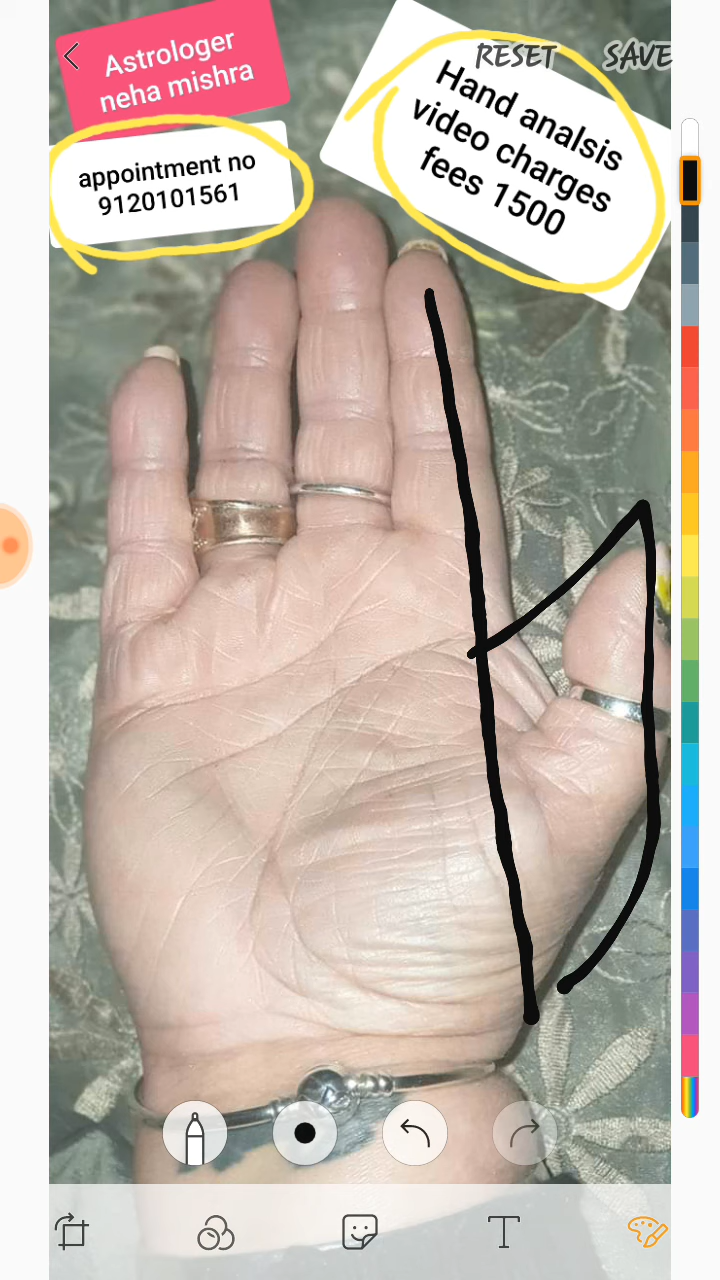 Astrologer
neha mishra
RESET SAVE
appointment no
9120101561
Hand analsis
video charges
fees 1500
T